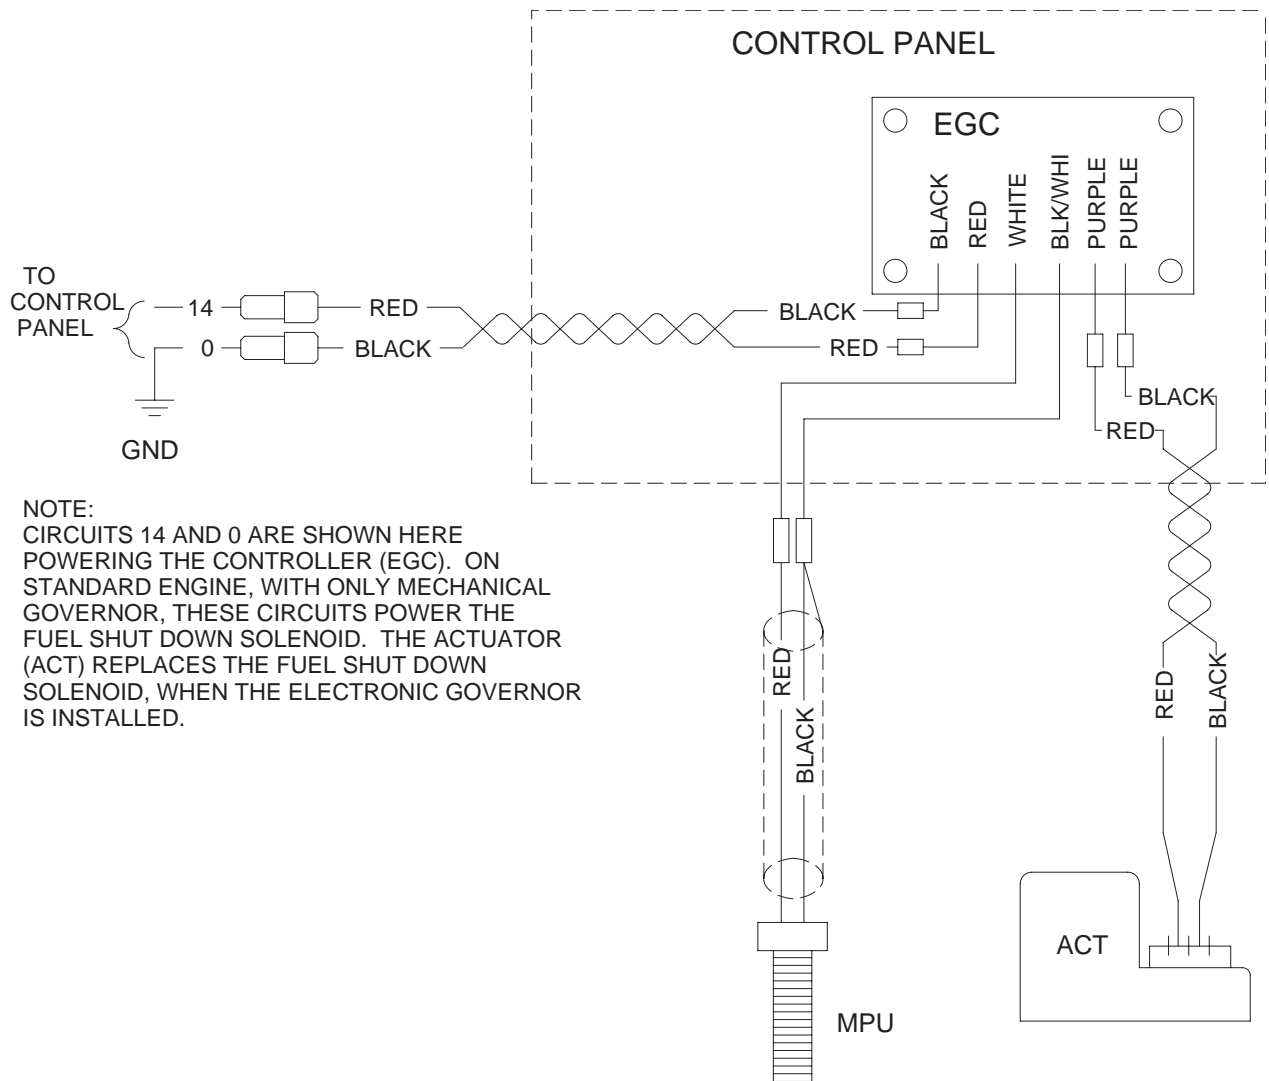 CONTROL PANEL
EGC
BLACK
RED
WHITE
BLK/WHI
PURPLE
PURPLE
TO
CONTROL
PANEL
14
RED
0
BLACK
BLACK
RED
GND
BLACK
RED
NOTE:
CIRCUITS 14 AND 0 ARE SHOWN HERE
POWERING THE CONTROLLER (EGC). ON
STANDARD ENGINE, WITH ONLY MECHANICAL
GOVERNOR, THESE CIRCUITS POWER THE
FUEL SHUT DOWN SOLENOID. THE ACTUATOR
(ACT) REPLACES THE FUEL SHUT DOWN
SOLENOID, WHEN THE ELECTRONIC GOVERNOR
IS INSTALLED.
RED
BLACK
RED
BLACK
ACT
MPU